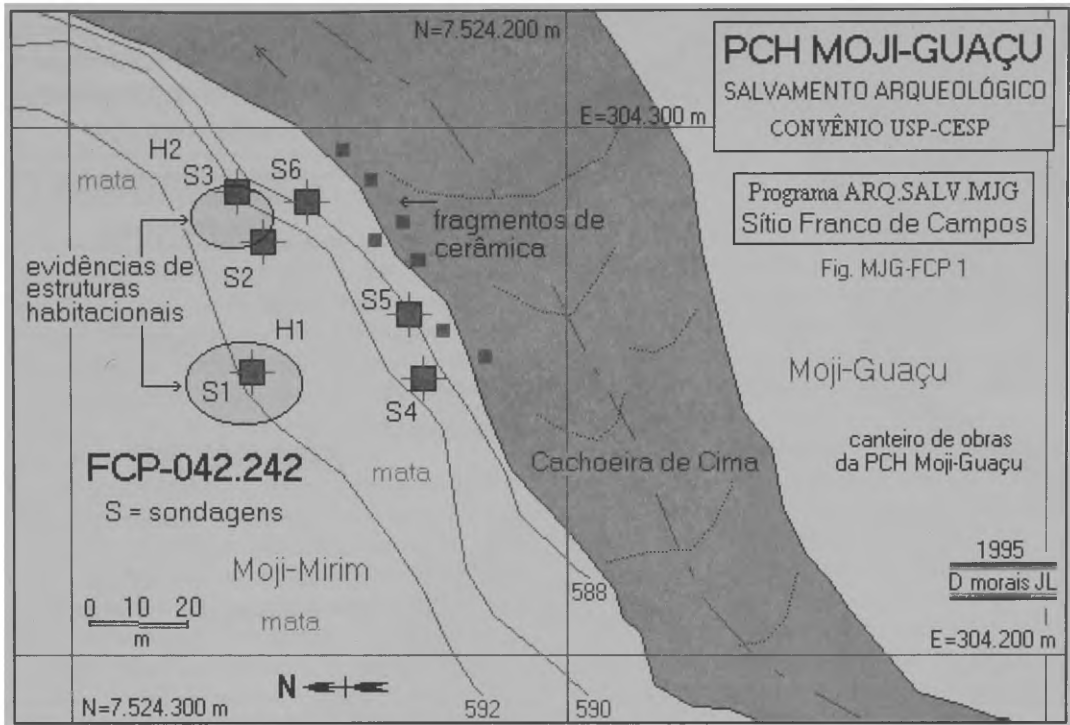 N=7.524.200 m
PCH MOJI-GUAÇU
SALVAMENTO ARQUEOLÓGICO
CONVÊNIO USP-CESP
E=304.300 m
Programa ARQ.SALV.MJG
Sítio Franco de Campos
Fig. MJG-FCP 1
H2
mata
S3
S6
fragmentos de
cerâmica
S2
evidências de
estruturas
habitacionais
S5
H1
S1
S4
Moji-Guaçu
canteiro de obras
da PCH Moji-Guaçu
Cachoeira de Cima
FCP-042.242
mata
S = sondagens
Moji-Mirim
mata
0 10 20
m
588
1995
D morais JL
E=304.200 m
N
N=7.524.300 m
592
590